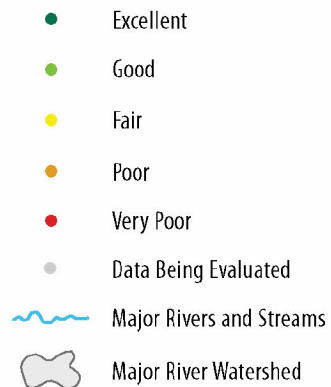 Excellent
Good
Fair
Poor
Very Poor
Data Being Evaluated
Major Rivers and Streams
Major River Watershed